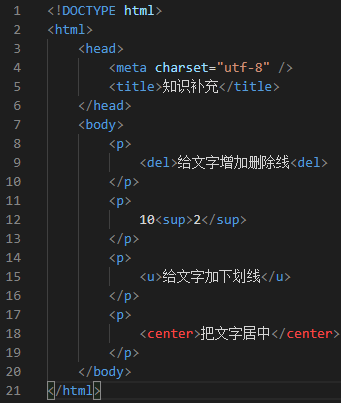 1 <!DOCTYPE html>
2 <html>
3 <head>
4 <meta charset="utf-8" />
5 <title>知识补充</title>
6 </head>
7 <body>
8 <p>
9 <del>给文字增加删除线<del>
10 </p>
11 <p>
12 10<sup>2</sup>
13 </p>
14 <p>
15 <u>给文字加下划线</u>
16 </p>
17 <p>
18 <center>把文字居中</center>
19 </p>
20 </body>
21 </html>